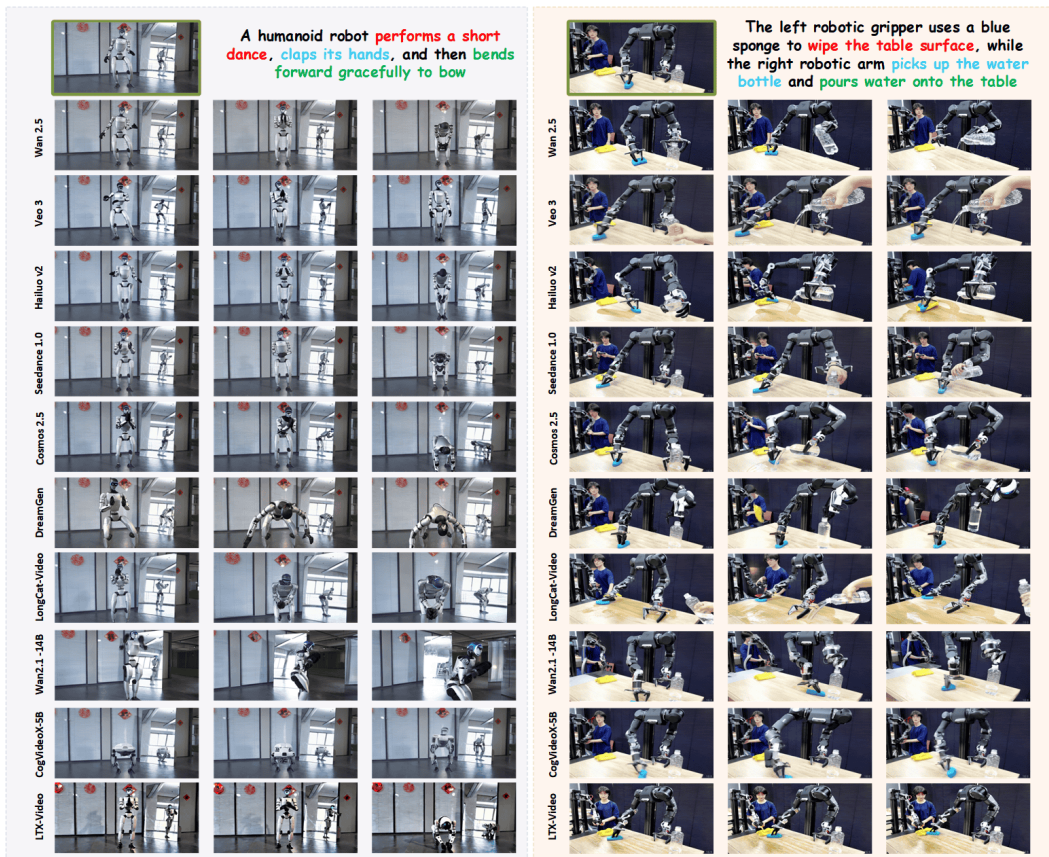 A humanoid robot performs a short
dance, claps its hands, and then bends
forward gracefully to bow
Wan 2.5
Veo 3
Hailuo v2
Seedance 1.0
Cosmos 2.5
DreamGen
LongCat-Video
Wan2.1 -14B
CogVideoX-5B
LTX-Video
The left robotic gripper uses a blue
sponge to wipe the table surface, while
the right robotic arm picks up the water
bottle and pours water onto the table
Wan 2.5
Veo 3
Hailuo v2
Seedance 1.0
Cosmos 2.5
DreamGen
LongCat-Video
Wan2.1 -14B
CogVideoX-5B
LTX-Video